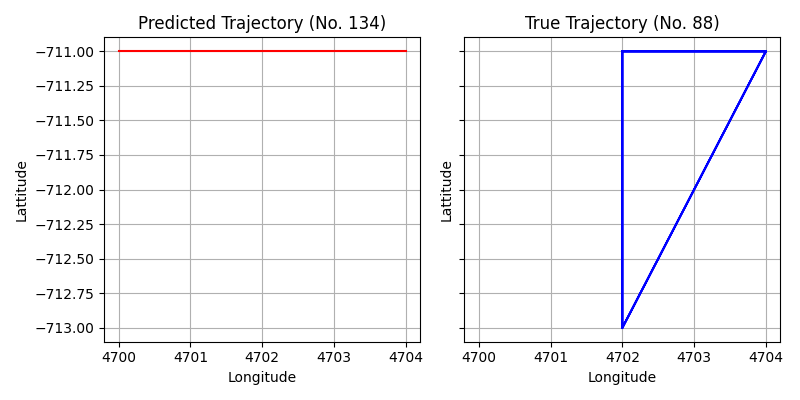 Predicted Trajectory (No. 134)
−711.00
−711.25
−711.50
−711.75
−712.00
−712.25
−712.50
−712.75
−713.00
Lattitude
4700 4701 4702 4703 4704
Longitude
True Trajectory (No. 88)
Lattitude
4700 4701 4702 4703 4704
Longitude